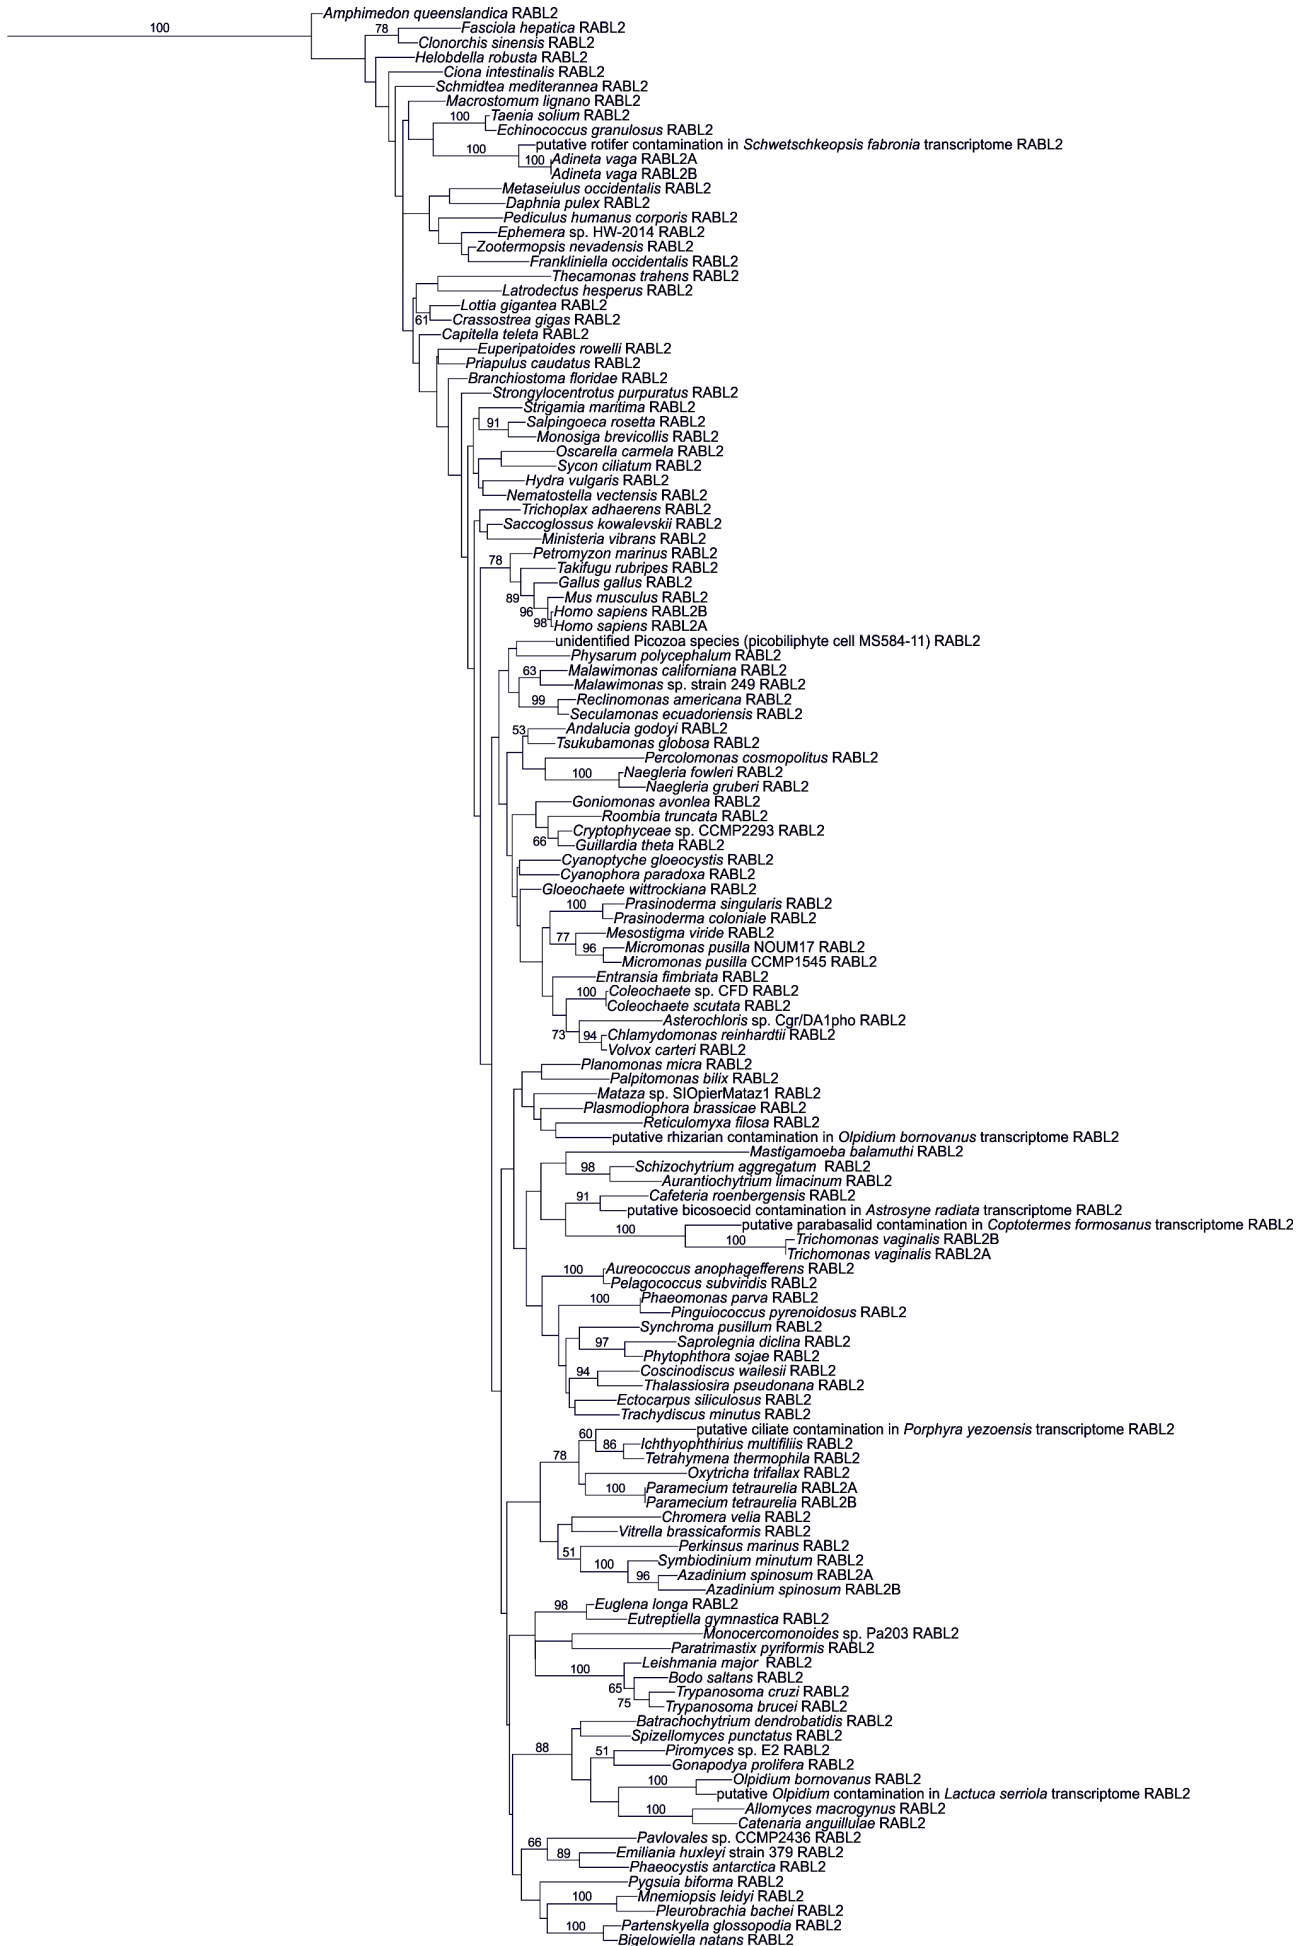 Amphimedon queenslandica RABL2
100
78
Fasciola hepatica RABL2
Clonorchis sinensis RABL2
Helobdella robusta RABL2
Ciona intestinalis RABL2
Schmidtea mediterannea RABL2
Macrostomum lignano RABL2
100
Taenia solium RABL2
Echinococcus granulosus RABL2
putative rotifer contamination in Schwetschkeopsis fabronia transcriptome RABL2
100
100
Adineta vaga RABL2A
Adineta vaga RABL2B
Metaseiulus occidentalis RABL2
Daphnia pulex RABL2
Pediculus humanus corporis RABL2
Ephemera sp. HW-2014 RABL2
Zootermopsis nevadensis RABL2
Frankliniella occidentalis RABL2
Thecamonas trahens RABL2
Latrodectus hesperus RABL2
Lottia gigantea RABL2
61
Crassostrea gigas RABL2
Capitella teleta RABL2
Euperipatoides rowelli RABL2
Priapulus caudatus RABL2
Branchiostoma floridae RABL2
Strongylocentrotus purpuratus RABL2
Strigamia maritima RABL2
91
Salpingoeca rosetta RABL2
Monosiga brevicollis RABL2
Oscarella carmela RABL2
Sycon ciliatum RABL2
Hydra vulgaris RABL2
Nematostella vectensis RABL2
Trichoplax adhaerens RABL2
Saccoglossus kowalevskii RABL2
Ministeria vibrans RABL2
78
Petromyzon marinus RABL2
Takifugu rubripes RABL2
Gallus gallus RABL2
89
Mus musculus RABL2
96
Homo sapiens RABL2B
98
Homo sapiens RABL2A
unidentified Picozoa species (picobiliphyte cell MS584-11) RABL2
Physarum polycephalum RABL2
63
Malawimonas californiana RABL2
Malawimonas sp. strain 249 RABL2
99
Reclinomonas americana RABL2
Seculamonas ecuadoriensis RABL2
53
Andalucia godoyi RABL2
Tsukubamonas globosa RABL2
Percolomonas cosmopolitus RABL2
100
Naegleria fowleri RABL2
Naegleria gruberi RABL2
Goniomonas avonlea RABL2
Roombia truncata RABL2
Cryptophyceae sp. CCMP2293 RABL2
66
Guillardia theta RABL2
Cyanoptyche gloeocystis RABL2
Cyanophora paradoxa RABL2
Gloeochaete wittrockiana RABL2
100
Prasinoderma singularis RABL2
Prasinoderma coloniale RABL2
77
Mesostigma viride RABL2
96
Micromonas pusilla NOUM17 RABL2
Micromonas pusilla CCMP1545 RABL2
Entransia fimbriata RABL2
100
Coleochaete sp. CFD RABL2
Coleochaete scutata RABL2
Asterochloris sp. Cgr/DA1pho RABL2
73
94
Chlamydomonas reinhardtii RABL2
Volvox carteri RABL2
Planomonas micra RABL2
Palpitomonas bilix RABL2
Mataza sp. SIOpierMataz1 RABL2
Plasmodiophora brassicae RABL2
Reticulomyxa filosa RABL2
putative rhizarian contamination in Olpidium bornovanus transcriptome RABL2
Mastigamoeba balamuthi RABL2
98
Schizochytrium aggregatum RABL2
Aurantiochytrium limacinum RABL2
91
Cafeteria roenbergensis RABL2
putative bicosoecid contamination in Astrosyne radiata transcriptome RABL2
100
putative parabasalid contamination in Coptotermes formosanus transcriptome RABL2
100
Trichomonas vaginalis RABL2B
Trichomonas vaginalis RABL2A
100
Aureococcus anophagefferens RABL2
Pelagococcus subviridis RABL2
100
Phaeomonas parva RABL2
Pinguiococcus pyrenoidosus RABL2
Synchroma pusillum RABL2
97
Saprolegnia diclina RABL2
Phytophthora sojae RABL2
94
Coscinodiscus wailesii RABL2
Thalassiosira pseudonana RABL2
Ectocarpus siliculosus RABL2
Trachydiscus minutus RABL2
putative ciliate contamination in Porphyra yezoensis transcriptome RABL2
60
86
Ichthyophthirius multifiliis RABL2
78
Tetrahymena thermophila RABL2
Oxytricha trifallax RABL2
100
Paramecium tetraurelia RABL2A
Paramecium tetraurelia RABL2B
Chromera velia RABL2
Vitrella brassicaformis RABL2
Perkinsus marinus RABL2
51
100
Symbiodinium minutum RABL2
96
Azadinium spinosum RABL2A
Azadinium spinosum RABL2B
98
Euglena longa RABL2
Eutreptiella gymnastica RABL2
Monocercomonoides sp. Pa203 RABL2
Paratrimastix pyriformis RABL2
100
Leishmania major RABL2
Bodo saltans RABL2
65
Trypanosoma cruzi RABL2
75
Trypanosoma brucei RABL2
Batrachochytrium dendrobatidis RABL2
Spizellomyces punctatus RABL2
88
51
Piromyces sp. E2 RABL2
Gonapodya prolifera RABL2
100
Olpidium bornovanus RABL2
putative Olpidium contamination in Lactuca serriola transcriptome RABL2
100
Allomyces macrogynus RABL2
Catenaria anguillulae RABL2
66
Pavlovales sp. CCMP2436 RABL2
89
Emiliania huxleyi strain 379 RABL2
Phaeocystis antarctica RABL2
Pygsuia biforma RABL2
100
Mnemiopsis leidyi RABL2
Pleurobrachia bachei RABL2
100
Partenskyella glossopodia RABL2
Bigelowiella natans RABL2